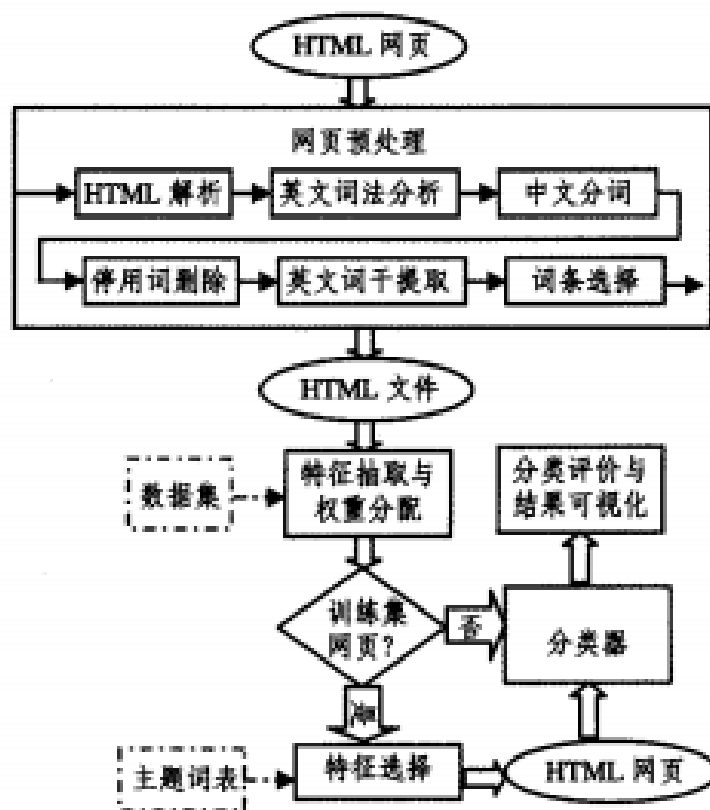 HTML 网页
网页预处理
HTML 解析
英文词法分析
中文分词
停用词删除
英文词干提取
词条选择
HTML 文件
数据集
特征抽取与
权重分配
分类评价与
结果可视化
训练集
网页?
否
分类器
是
主题词表
特征选择
HTML 网页